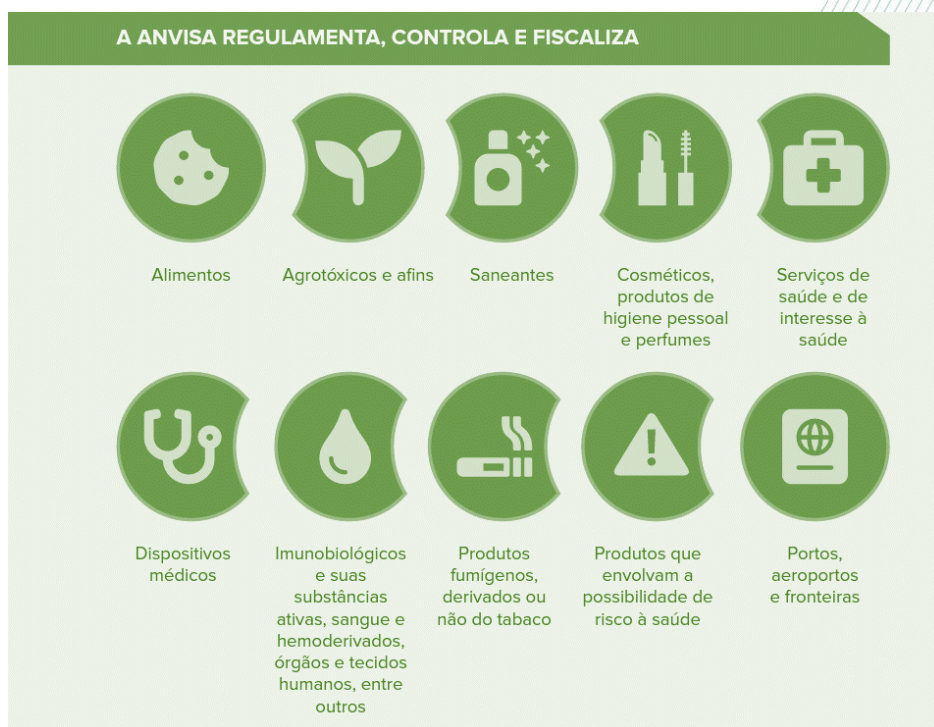 A ANVISA REGULAMENTA, CONTROLA E FISCALIZA
Alimentos
Agrotóxicos e afins
Saneantes
Cosméticos,
produtos de
higiene pessoal
e perfumes
Serviços de
saúde e de
interesse à
saúde
Dispositivos
médicos
Imunobiológicos
e suas
substâncias
ativas, sangue e
hemoderivados,
órgãos e tecidos
humanos, entre
outros
Produtos
fumígenos,
derivados ou
não do tabaco
Produtos que
envolvam a
possibilidade de
risco à saúde
Portos,
aeroportos
e fronteiras